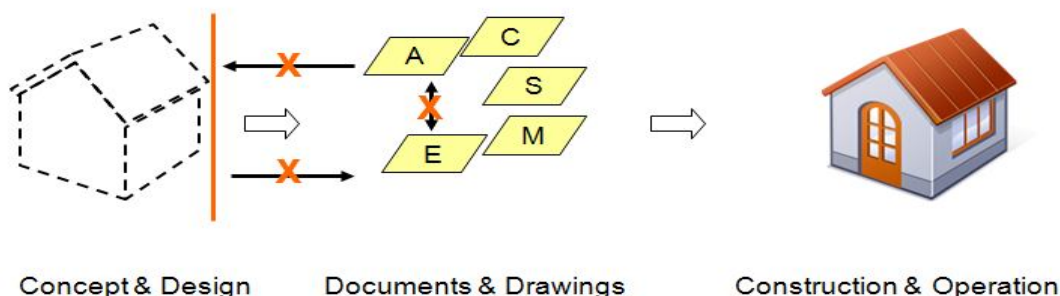 A
C
X
S
X
E
M
X
Concept & Design
Documents & Drawings
Construction & Operation